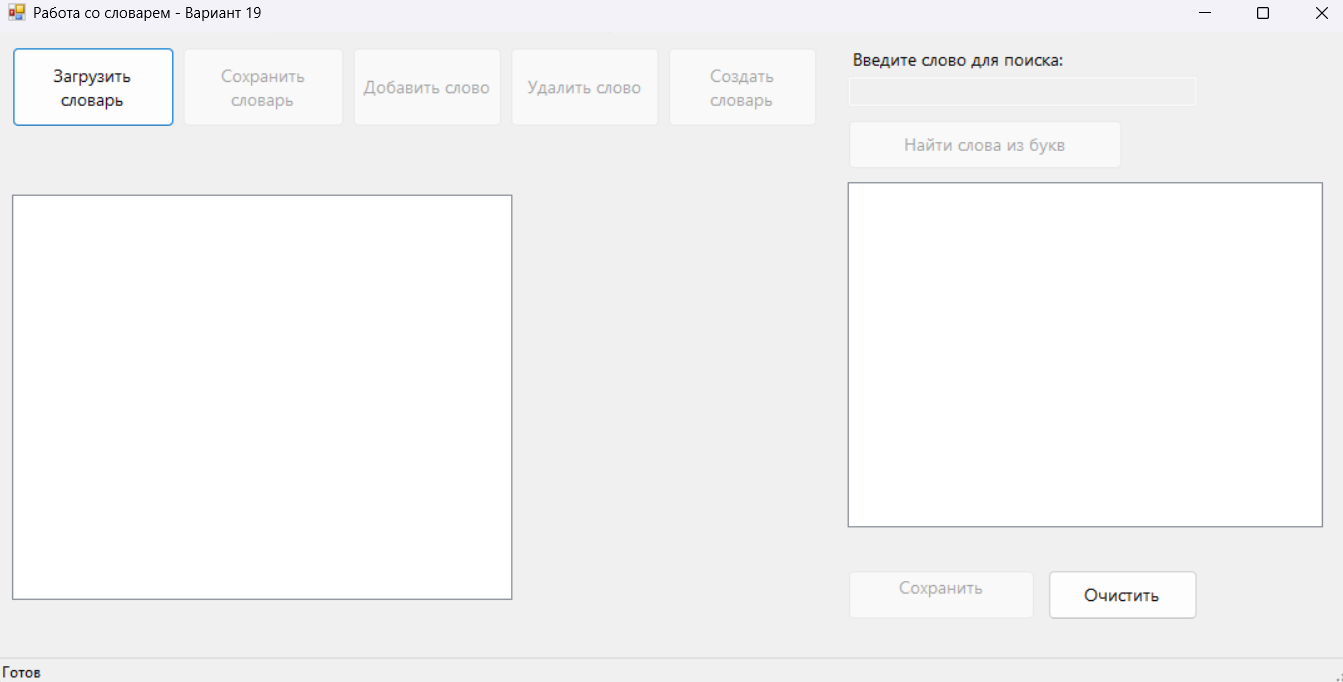 Работа со словарем - Вариант 19
Загрузить
словарь
Сохранить
словарь
Добавить слово
Удалить слово
Создать
словарь
Введите слово для поиска:
Найти слова из букв
Сохранить
Очистить
Готов